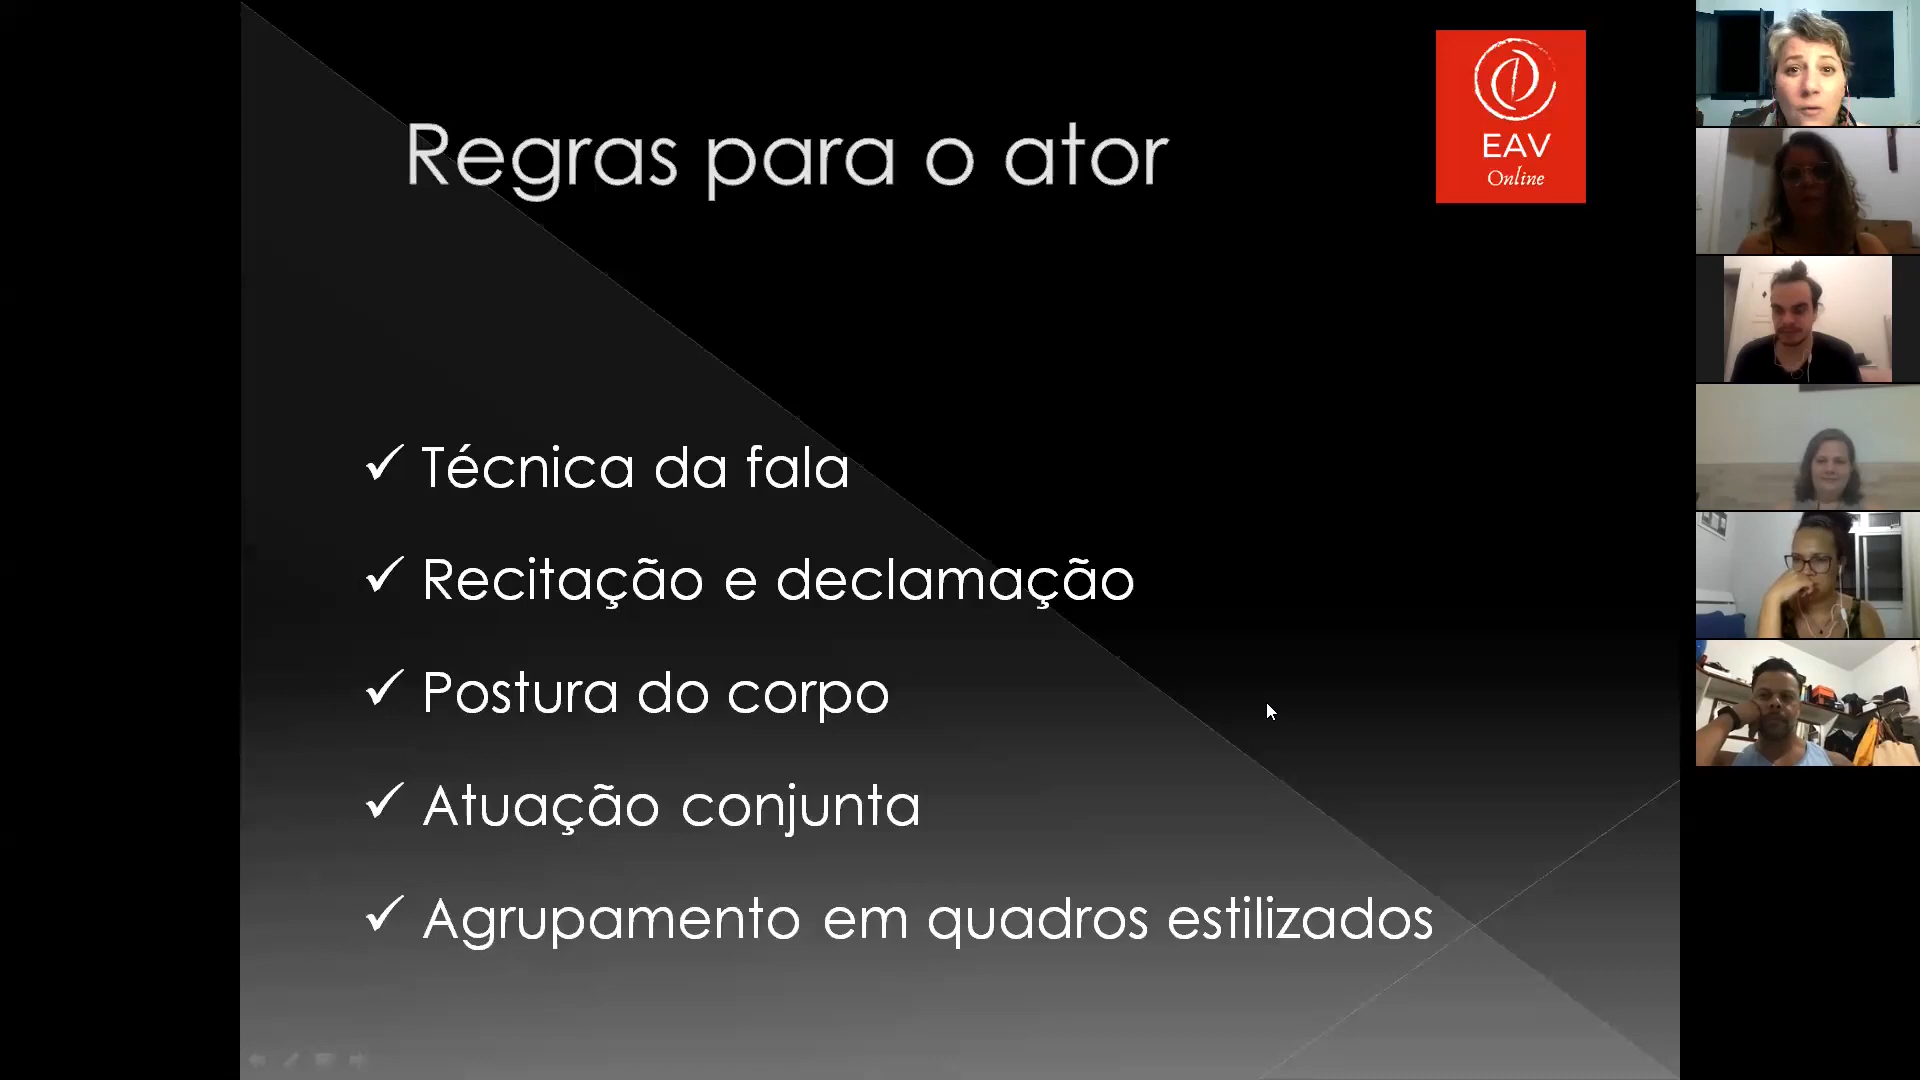 Regras para o ator
EAV
Online
✓ Técnica da fala
✓ Recitação e declamação
✓ Postura do corpo
✓ Atuação conjunta
✓ Agrupamento em quadros estilizados